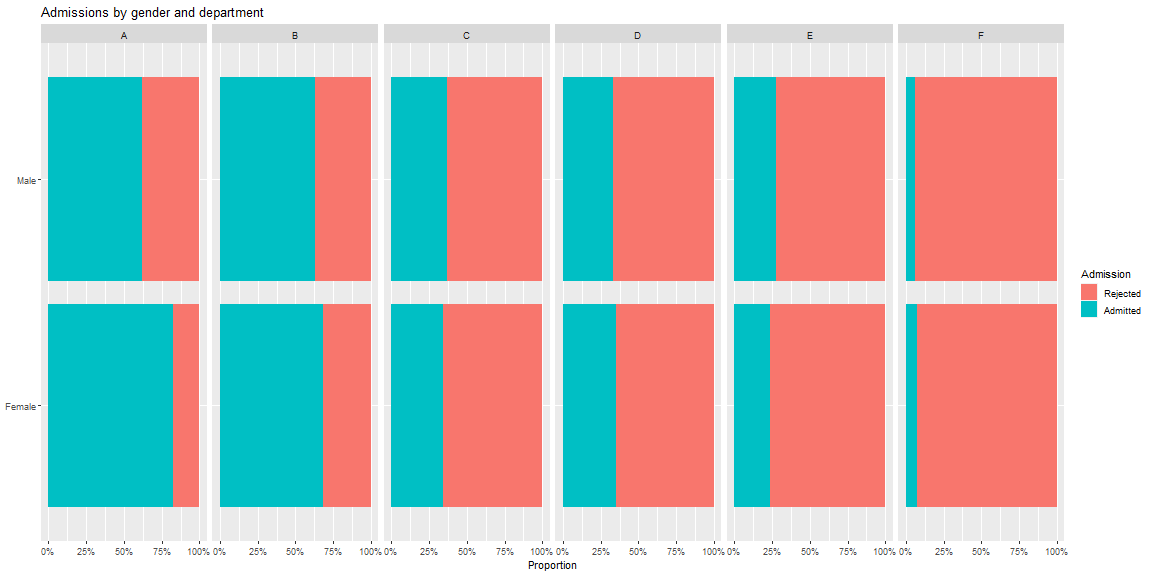 Admissions by gender and department
A B C D E F
Male
Female
0% 25% 50% 75% 100% 0% 25% 50% 75% 100% 0% 25% 50% 75% 100% 0% 25% 50% 75% 100% 0% 25% 50% 75% 100% 0% 25% 50% 75% 100%
Proportion
Admission
Rejected
Admitted